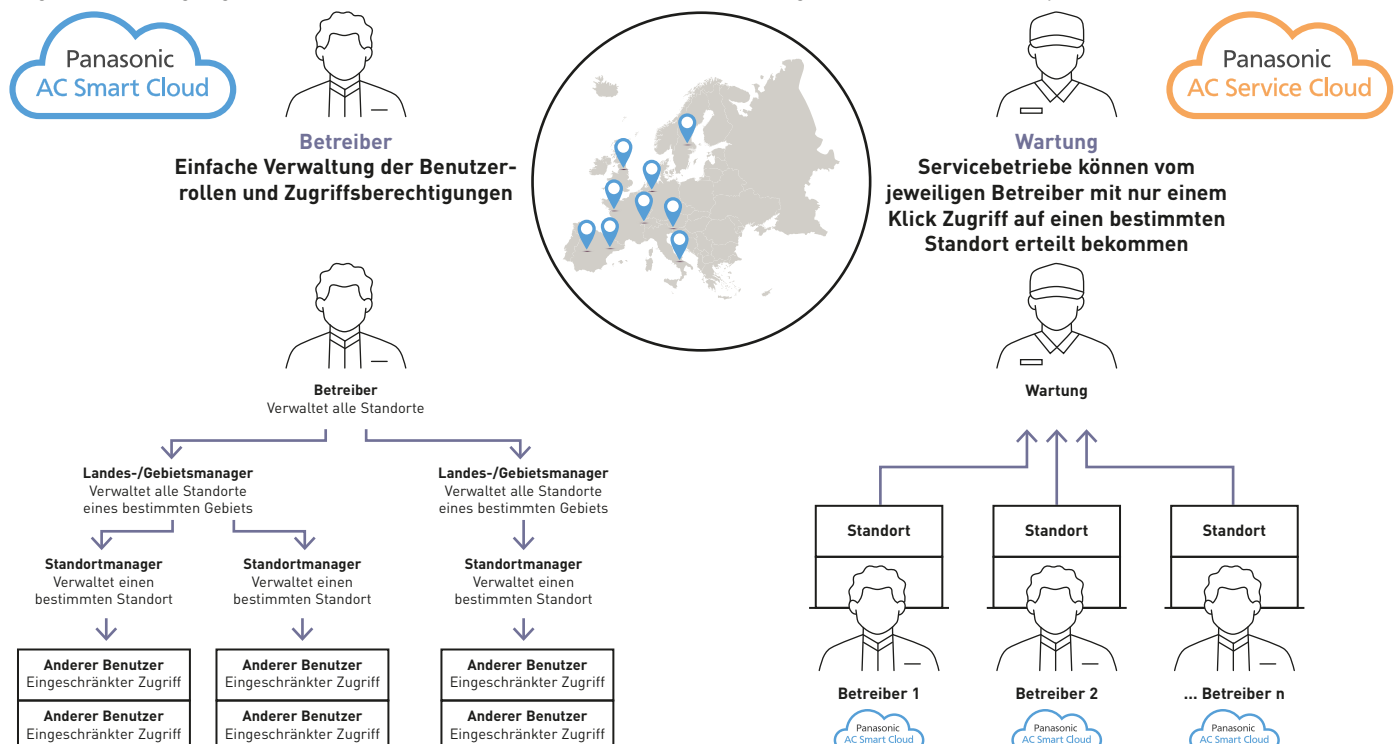 Panasonic
AC Smart Cloud
Betreiber
Einfache Verwaltung der Benutzer-
rollen und Zugriffsberechtigungen
Panasonic
AC Service Cloud
Wartung
Servicebetriebe können vom
jeweiligen Betreiber mit nur einem
Klick Zugriff auf einen bestimmten
Standort erteilt bekommen
Betreiber
Verwaltet alle Standorte
Landes-/Gebietsmanager
Verwaltet alle Standorte
eines bestimmten Gebiets
Landes-/Gebietsmanager
Verwaltet alle Standorte
eines bestimmten Gebiets
Standortmanager
Verwaltet einen
bestimmten Standort
Standortmanager
Verwaltet einen
bestimmten Standort
Standortmanager
Verwaltet einen
bestimmten Standort
Anderer Benutzer
Eingeschränkter Zugriff
Anderer Benutzer
Eingeschränkter Zugriff
Anderer Benutzer
Eingeschränkter Zugriff
Anderer Benutzer
Eingeschränkter Zugriff
Anderer Benutzer
Eingeschränkter Zugriff
Anderer Benutzer
Eingeschränkter Zugriff
Wartung
Standort
Standort
Standort
Betreiber 1
Betreiber 2
... Betreiber n
Panasonic
AC Smart Cloud
Panasonic
AC Smart Cloud
Panasonic
AC Smart Cloud